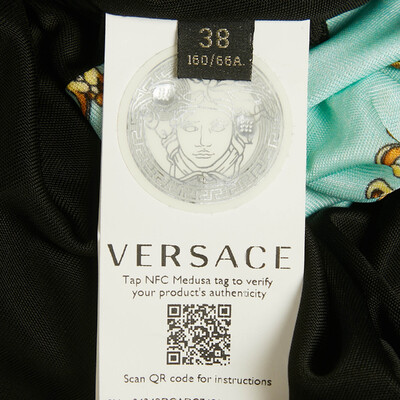 38
160/66A.
VERSACE
Tap NFC Medusa tag to verify
your product's authenticity
Scan QR code for instructions